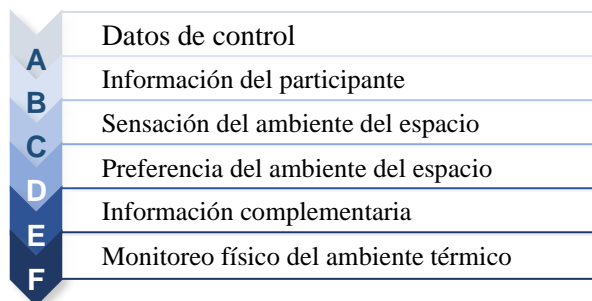 A Datos de control
B Información del participante
C Sensación del ambiente del espacio
D Preferencia del ambiente del espacio
E Información complementaria
F Monitoreo físico del ambiente térmico